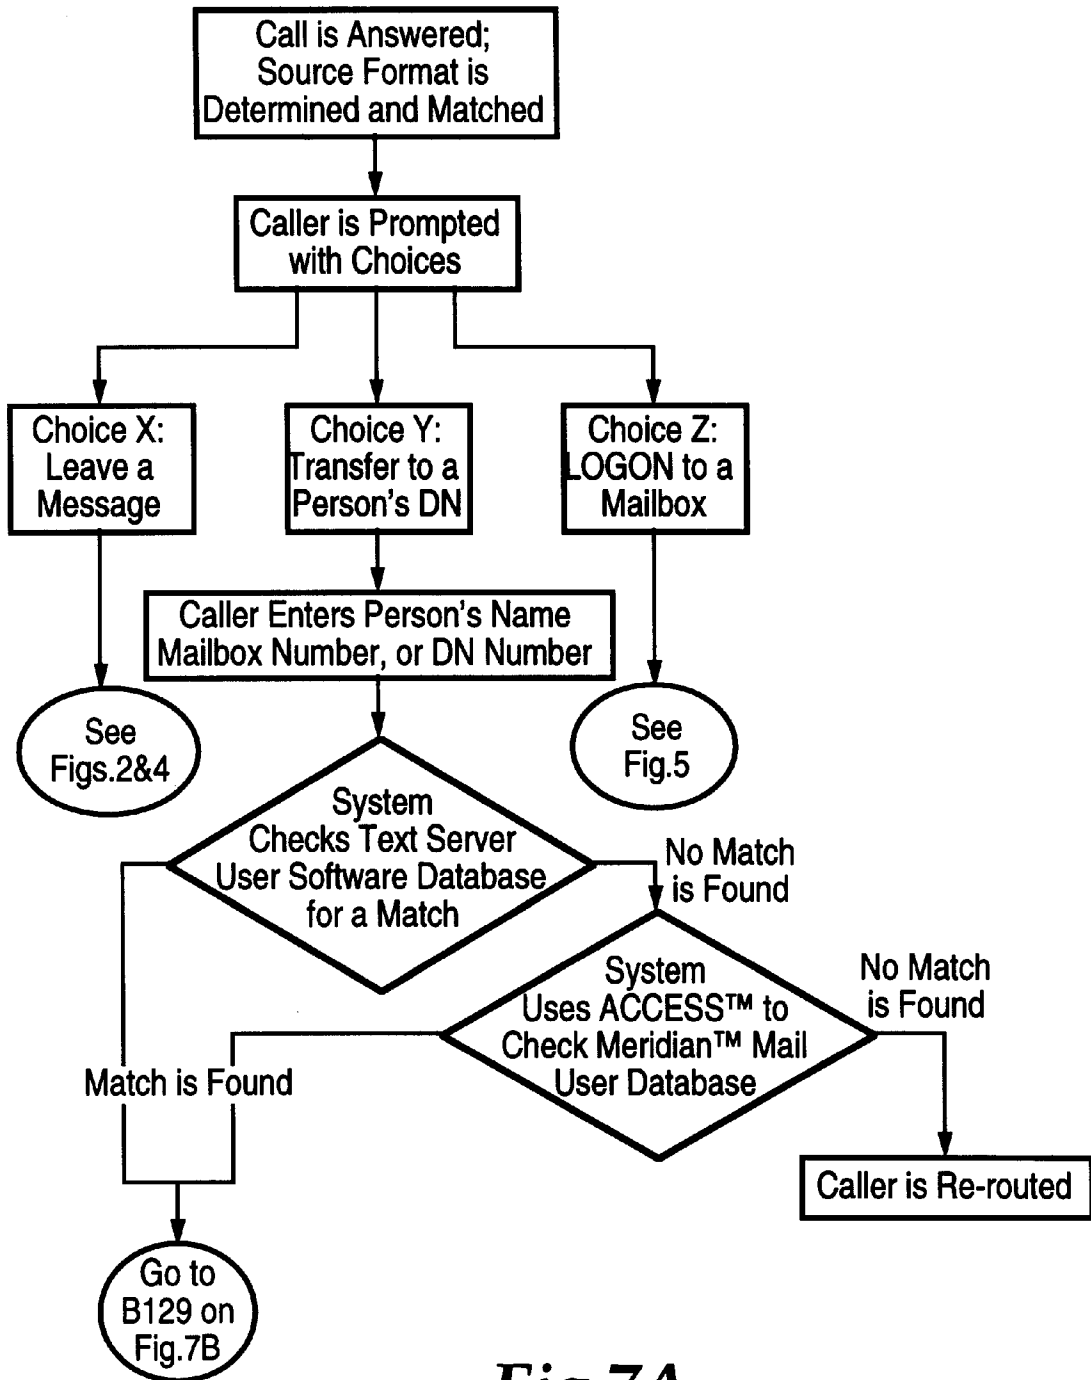 Call is Answered;
Source Format is
Determined and Matched
Caller is Prompted
with Choices
Choice X:
Leave a
Message
Choice Y:
Transfer to a
Person's DN
Choice Z:
LOGON to a
Mailbox
Caller Enters Person's Name
Mailbox Number, or DN Number
See
Figs.2&4
See
Fig.5
System
Checks Text Server
User Software Database
for a Match
No Match
is Found
System
Uses ACCESS™ to
Check Meridian™ Mail
User Database
No Match
is Found
Match is Found
Caller is Re-routed
Go to
B129 on
Fig.7B
Fig.7A